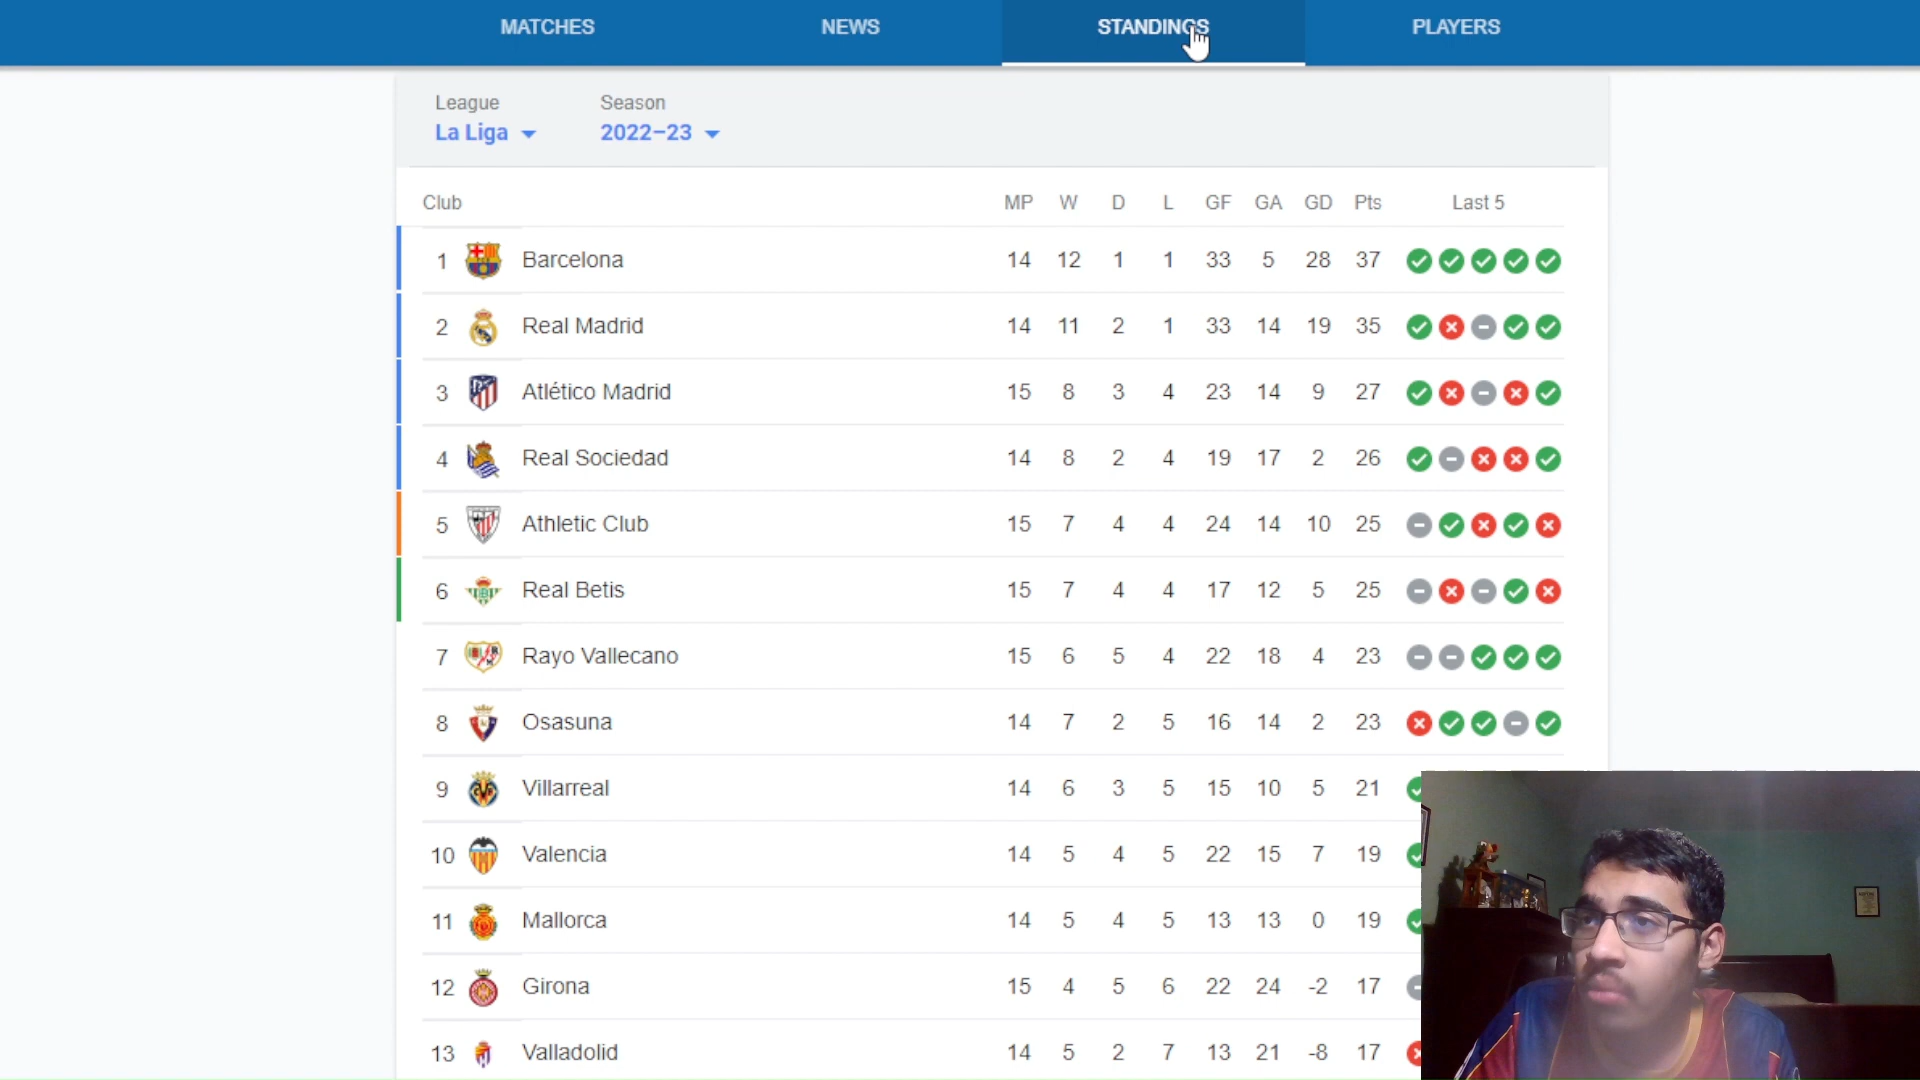 MATCHES NEWS STANDINGS PLAYERS
League Season
La Liga 2022–23
Club MP W D L GF GA GD Pts Last 5
1 Barcelona 14 12 1 1 33 5 28 37
2 Real Madrid 14 11 2 1 33 14 19 35
3 Atlético Madrid 15 8 3 4 23 14 9 27
4 Real Sociedad 14 8 2 4 19 17 2 26
5 Athletic Club 15 7 4 4 24 14 10 25
6 Real Betis 15 7 4 4 17 12 5 25
7 Rayo Vallecano 15 6 5 4 22 18 4 23
8 Osasuna 14 7 2 5 16 14 2 23
9 Villarreal 14 6 3 5 15 10 5 21
10 Valencia 14 5 4 5 22 15 7 19
11 Mallorca 14 5 4 5 13 13 0 19
12 Girona 15 4 5 6 22 24 -2 17
13 Valladolid 14 5 2 7 13 21 -8 17